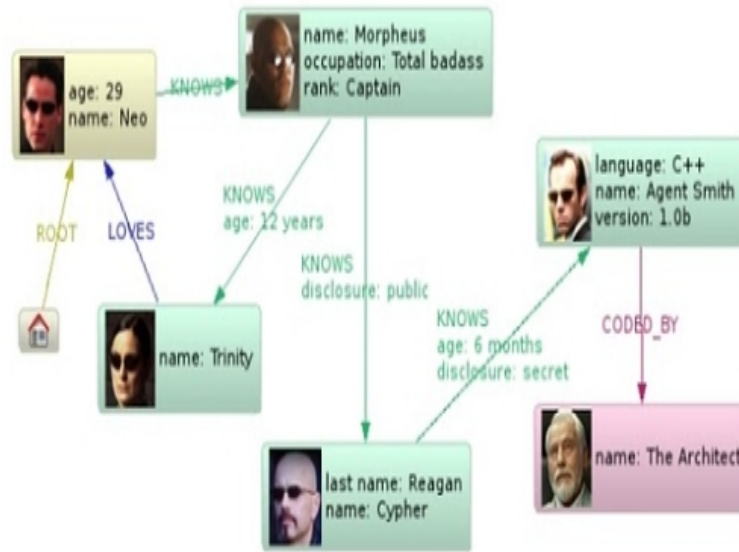 name: Morpheus
occupation: Total badass
rank: Captain
age: 29
name: Neo
KNOWS
language: C++
name: Agent Smith
version: 1.0b
KNOWS
age: 12 years
ROOT
LOVES
KNOWS
disclosure: public
KNOWS
age: 6 months
disclosure: secret
CODED_BY
name: Trinity
name: The Architect
last name: Reagan
name: Cypher